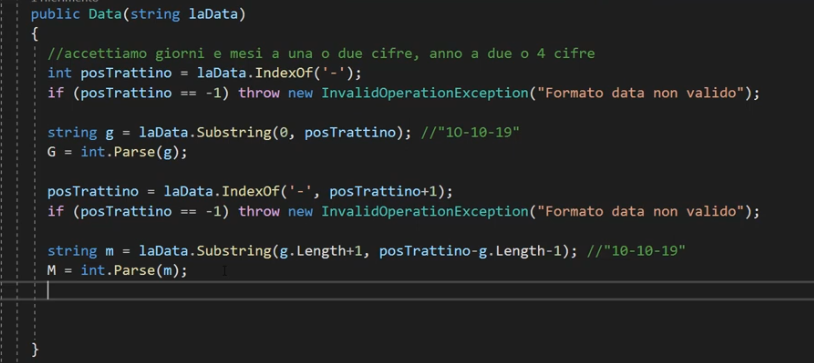 public Data(string laData)
{
//accettiamo giorni e mesi a una o due cifre, anno a due o 4 cifre
int posTrattino = laData.IndexOf('-');
if (posTrattino == -1) throw new InvalidOperationException("Formato data non valido");
string g = laData.Substring(0, posTrattino); //"1O-10-19"
G = int.Parse(g);
posTrattino = laData.IndexOf('-', posTrattino+1);
if (posTrattino == -1) throw new InvalidOperationException("Formato data non valido");
string m = laData.Substring(g.Length+1, posTrattino-g.Length-1); //"10-10-19"
M = int.Parse(m);
}